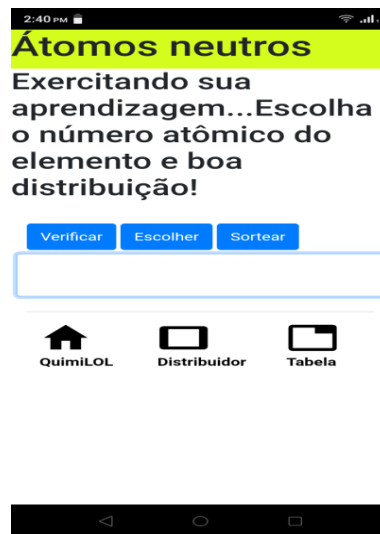 2:40 PM
Átomos neutros
Exercitando sua
aprendizagem...Escolha
o número atômico do
elemento e boa
distribuição!
Verificar Escolher Sortear
QuimiLOL Distribuidor Tabela